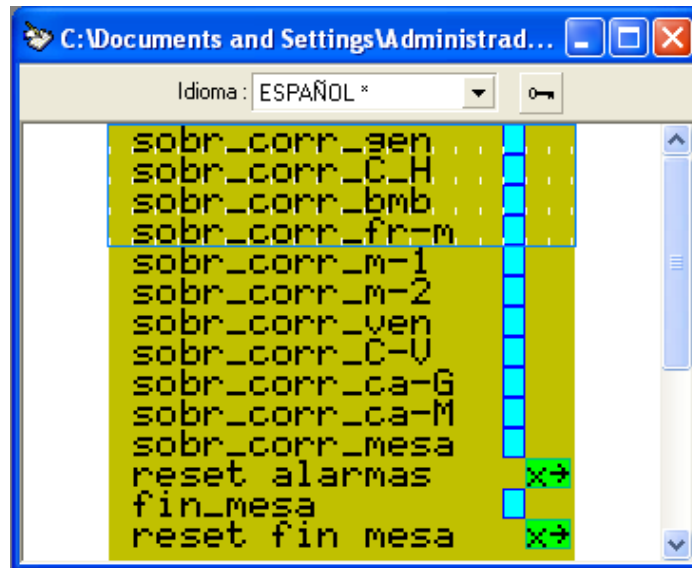 C:\Documents and Settings\Administrad...
Idioma : ESPAÑOL *
sobr_corr_gen
sobr_corr_C_H
sobr_corr_bmb
sobr_corr_fr-m
sobr_corr_m-1
sobr_corr_m-2
sobr_corr_ven
sobr_corr_C-V
sobr_corr_ca-G
sobr_corr_ca-M
sobr_corr_mesa
reset alarmas x→
fin_mesa
reset fin mesa x→